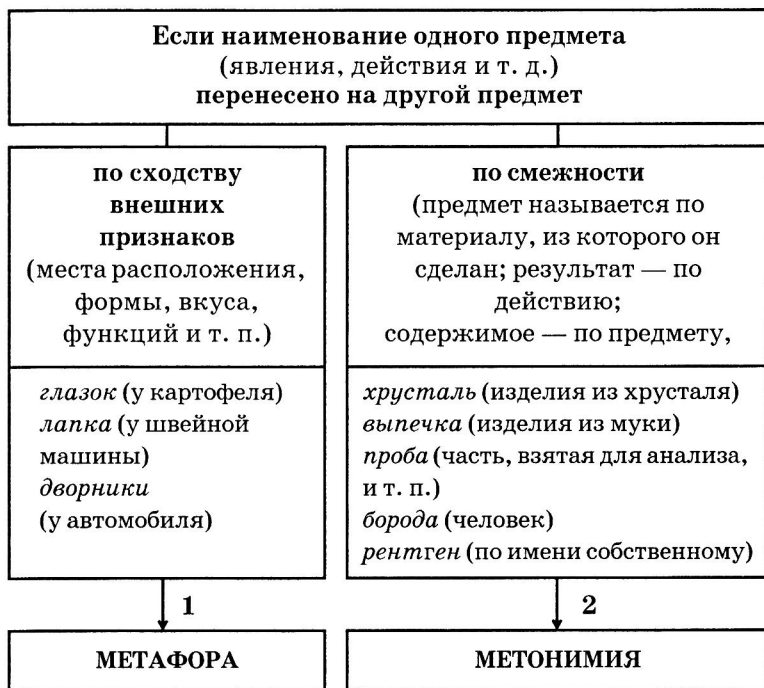 Если наименование одного предмета
(явления, действия и т. д.)
перенесено на другой предмет
по сходству
внешних
признаков
(места расположения,
формы, вкуса,
функций и т. п.)
по смежности
(предмет называется по
материалу, из которого он
сделан; результат — по
действию;
содержимое — по предмету,
глазок (у картофеля)
лапка (у швейной
машины)
дворники
(у автомобиля)
хрусталь (изделия из хрусталя)
выпечка (изделия из муки)
проба (часть, взятая для анализа,
и т. п.)
борода (человек)
рентген (по имени собственному)
1
2
МЕТАФОРА
МЕТОНИМИЯ